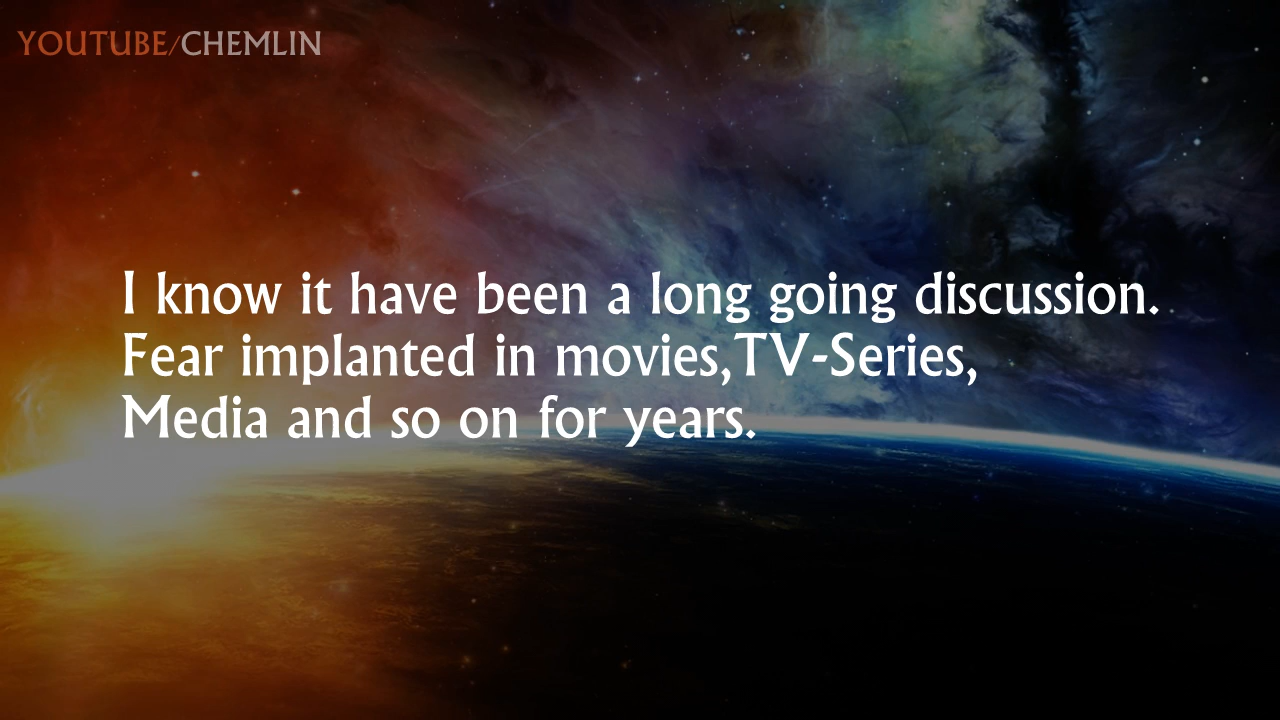 YOUTUBE/CHEMLIN
I know it have been a long going discussion.
Fear implanted in movies,TV-Series,
Media and so on for years.